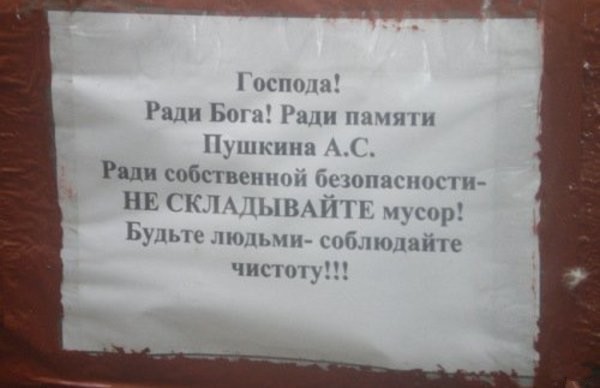 Господа!
Ради Бога! Ради памяти
Пушкина А.С.
Ради собственной безопасности-
НЕ СКЛАДЫВАЙТЕ мусор!
Будьте людьми- соблюдайте
чистоту!!!